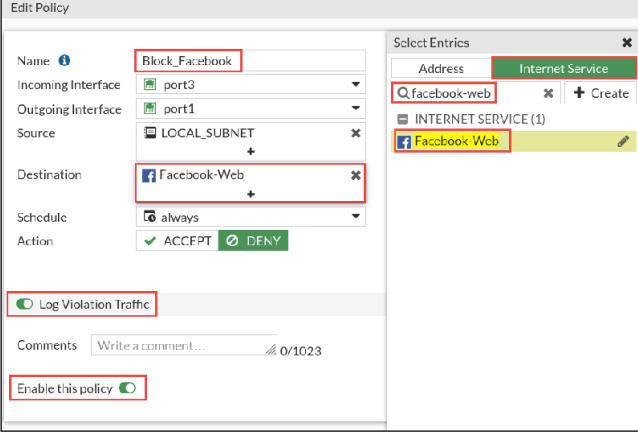 Edit Policy
Name
Block_Facebook
Incoming Interface
port3
Outgoing Interface
port1
Source
LOCAL_SUBNET
+
Destination
Facebook-Web
+
Schedule
always
Action
ACCEPT
DENY
Log Violation Traffic
Comments
Write a comment...
0/1023
Enable this policy
Select Entries
Address
Internet Service
facebook-web
+ Create
INTERNET SERVICE (1)
Facebook-Web